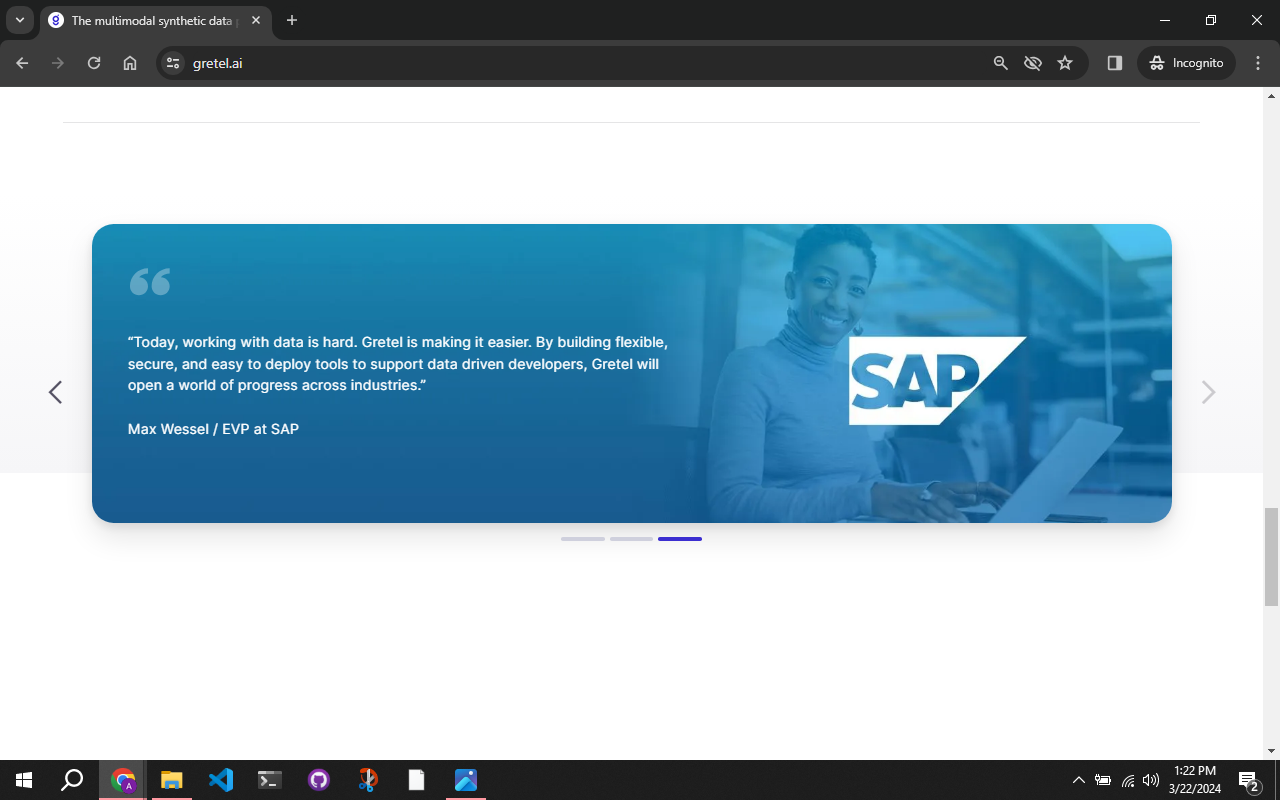 The multimodal synthetic data
gretel.ai
Incognito
“Today, working with data is hard. Gretel is making it easier. By building flexible,
secure, and easy to deploy tools to support data driven developers, Gretel will
open a world of progress across industries.”
Max Wessel / EVP at SAP
SAP
A
1:22 PM
3/22/2024
2